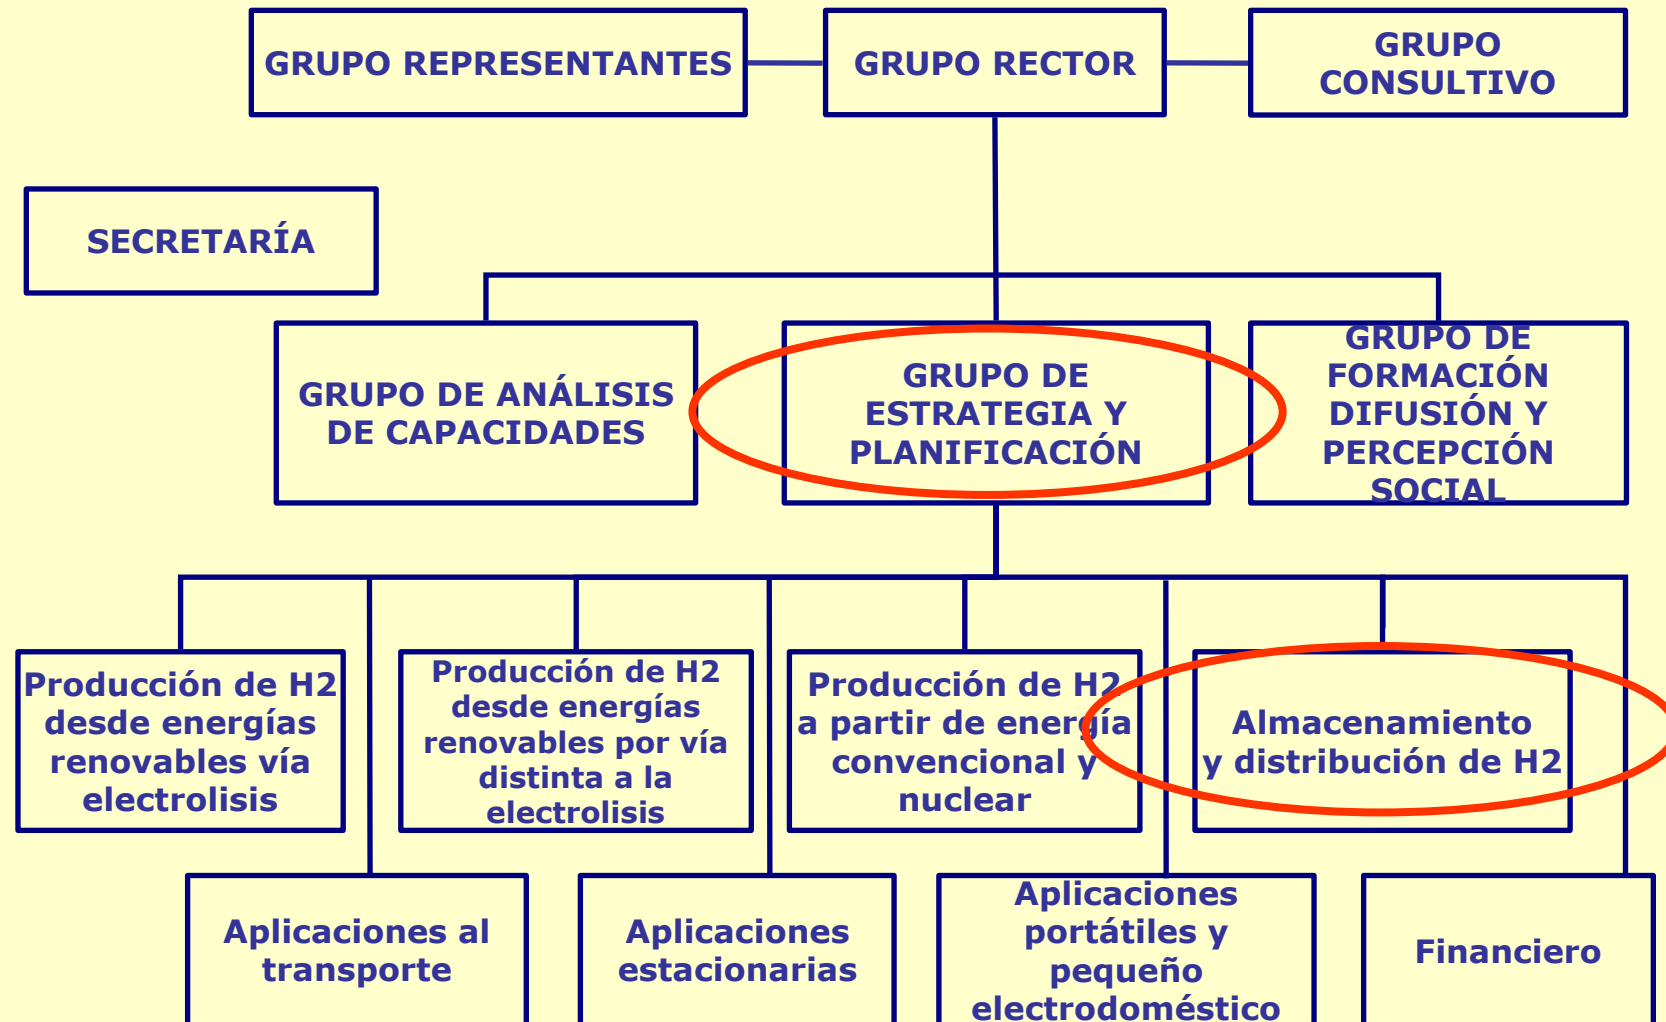 GRUPO REPRESENTANTES
GRUPO RECTOR
GRUPO
CONSULTIVO
SECRETARÍA
GRUPO DE ANÁLISIS
DE CAPACIDADES
GRUPO DE
ESTRATEGIA Y
PLANIFICACIÓN
GRUPO DE
FORMACIÓN
DIFUSIÓN Y
PERCEPCIÓN
SOCIAL
Producción de H2
desde energías
renovables vía
electrolisis
Producción de H2
desde energías
renovables por vía
distinta a la
electrolisis
Producción de H2
a partir de energía
convencional y
nuclear
Almacenamiento
y distribución de H2
Aplicaciones al
transporte
Aplicaciones
estacionarias
Aplicaciones
portátiles y
pequeño
electrodoméstico
Financiero